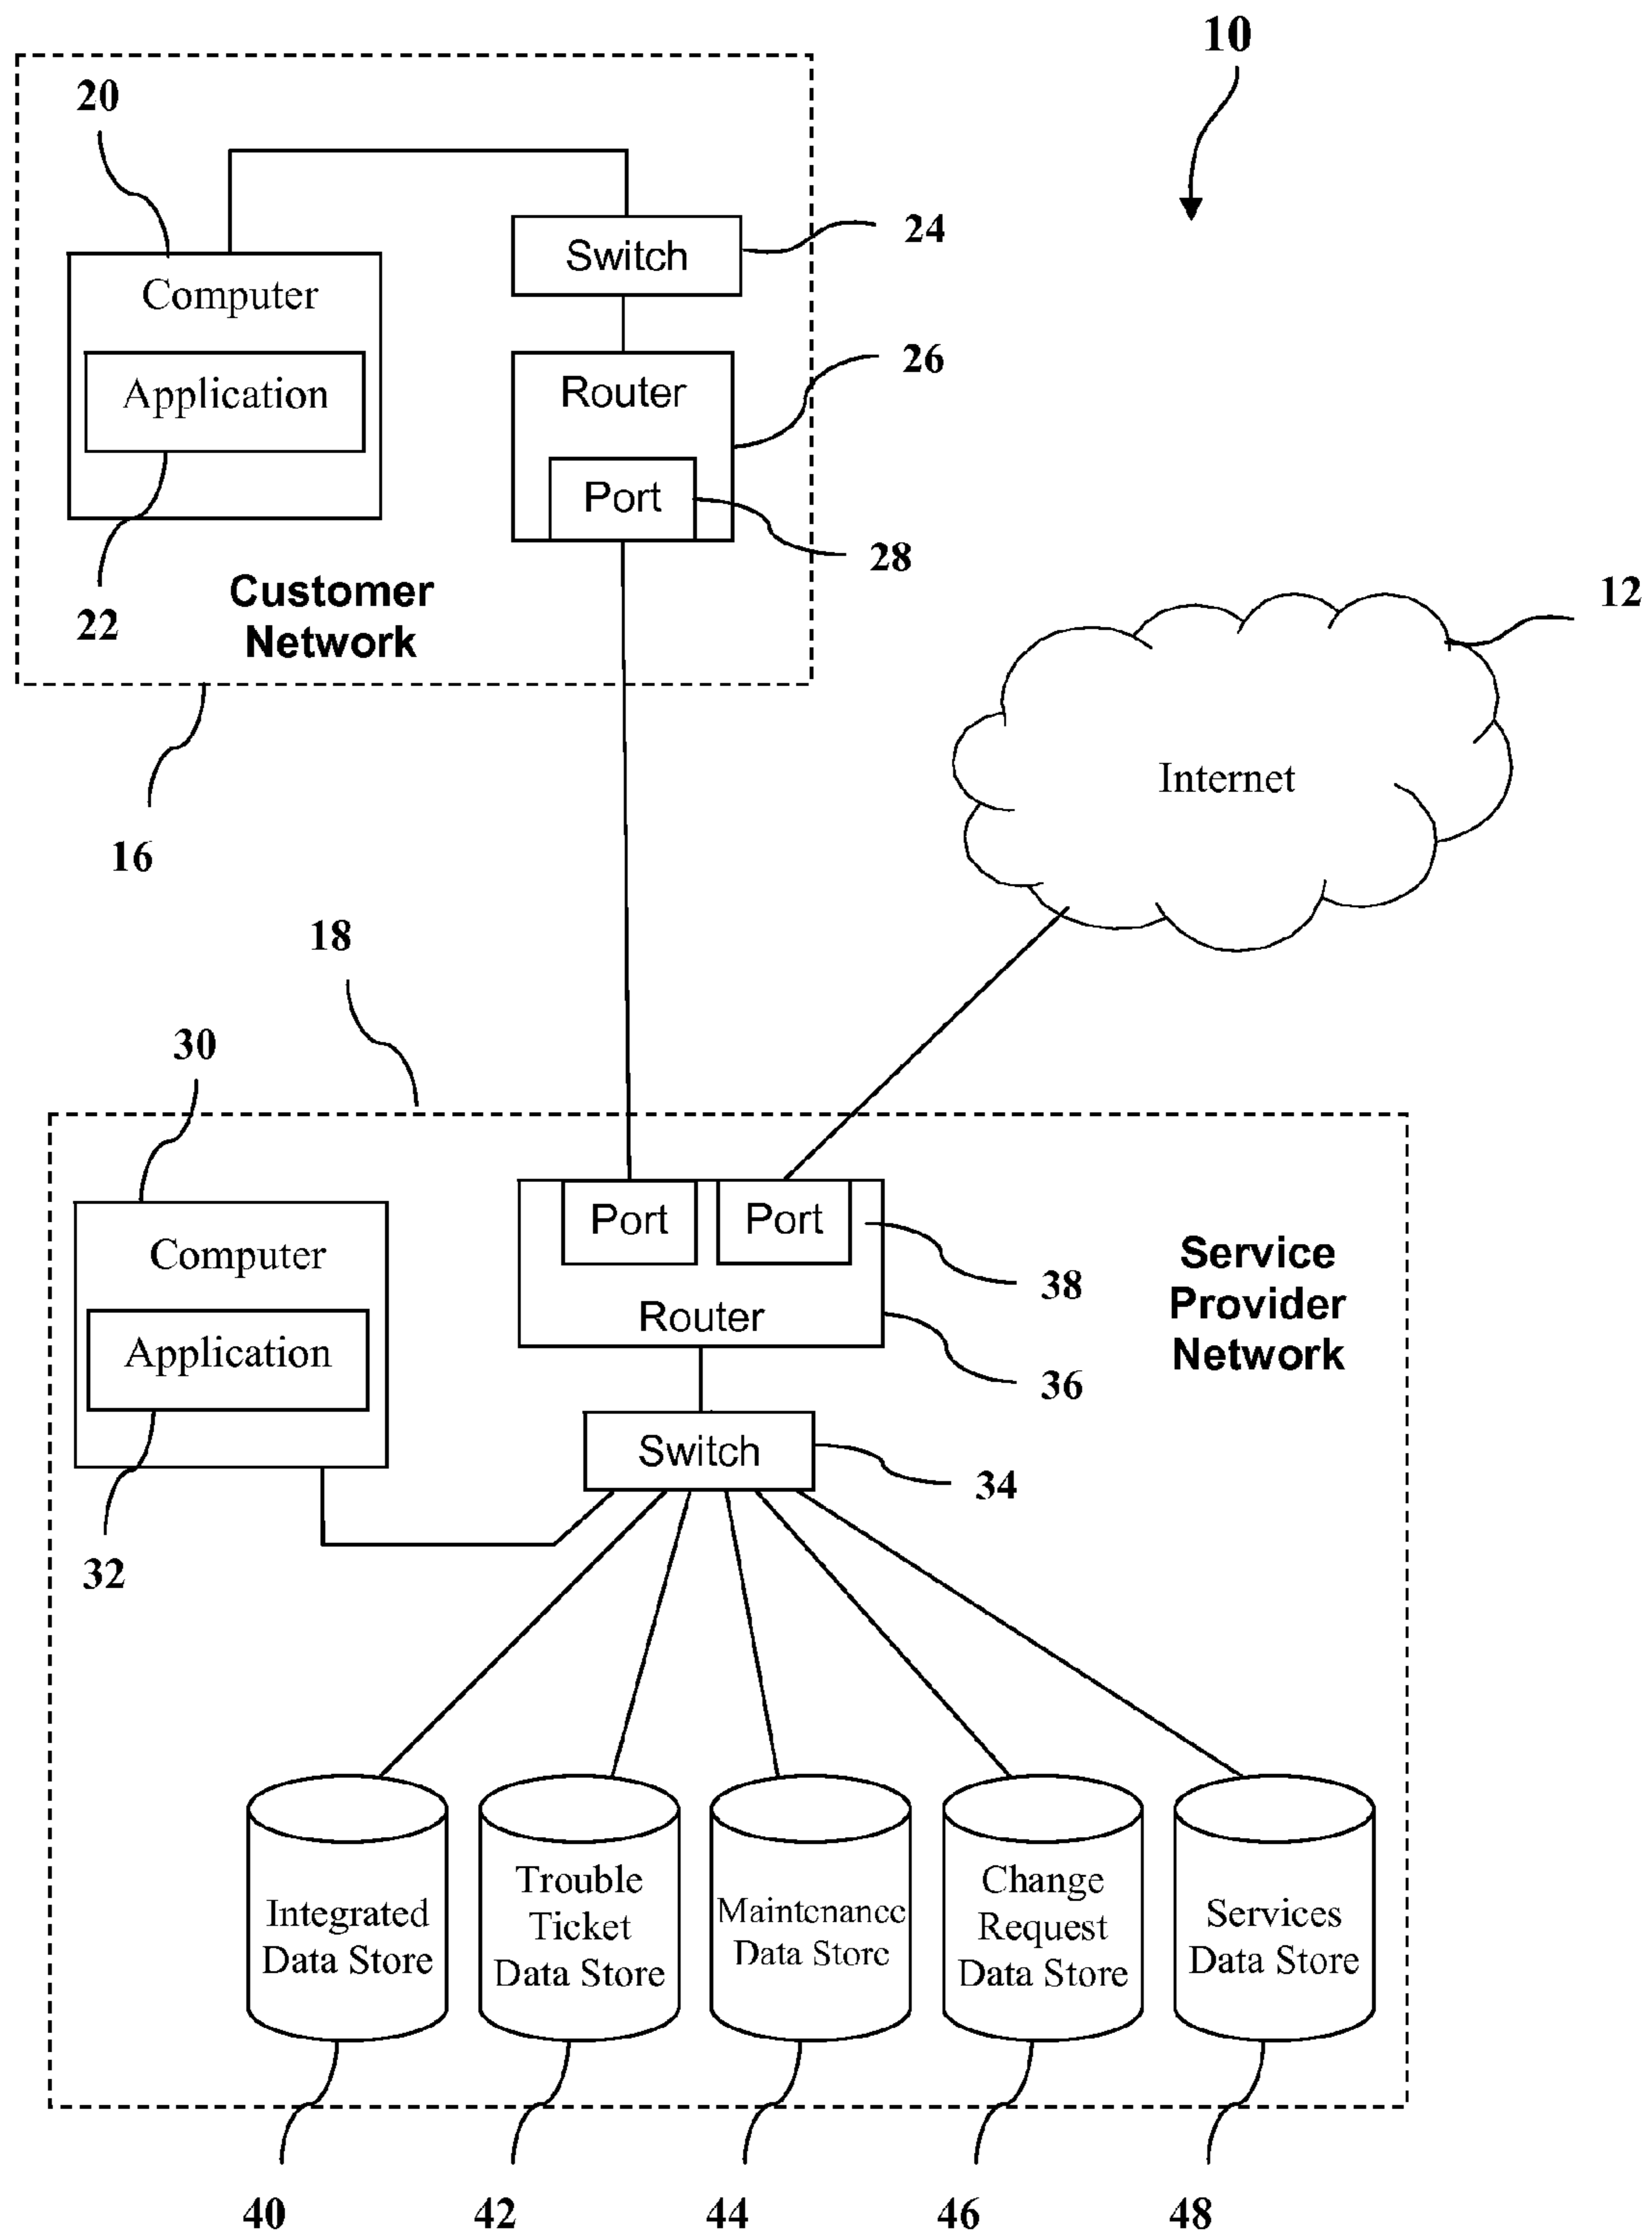 10
20
24
Switch
Computer
26
Application
Router
Port
28
22
Customer
Network
12
Internet
16
18
30
Port
Port
Computer
38
Service
Provider
Network
Router
Application
36
Switch
34
32
Integrated
Data Store
Trouble
Ticket
Data Store
Maintenance
Data Store
Change
Request
Data Store
Services
Data Store
40
42
44
46
48